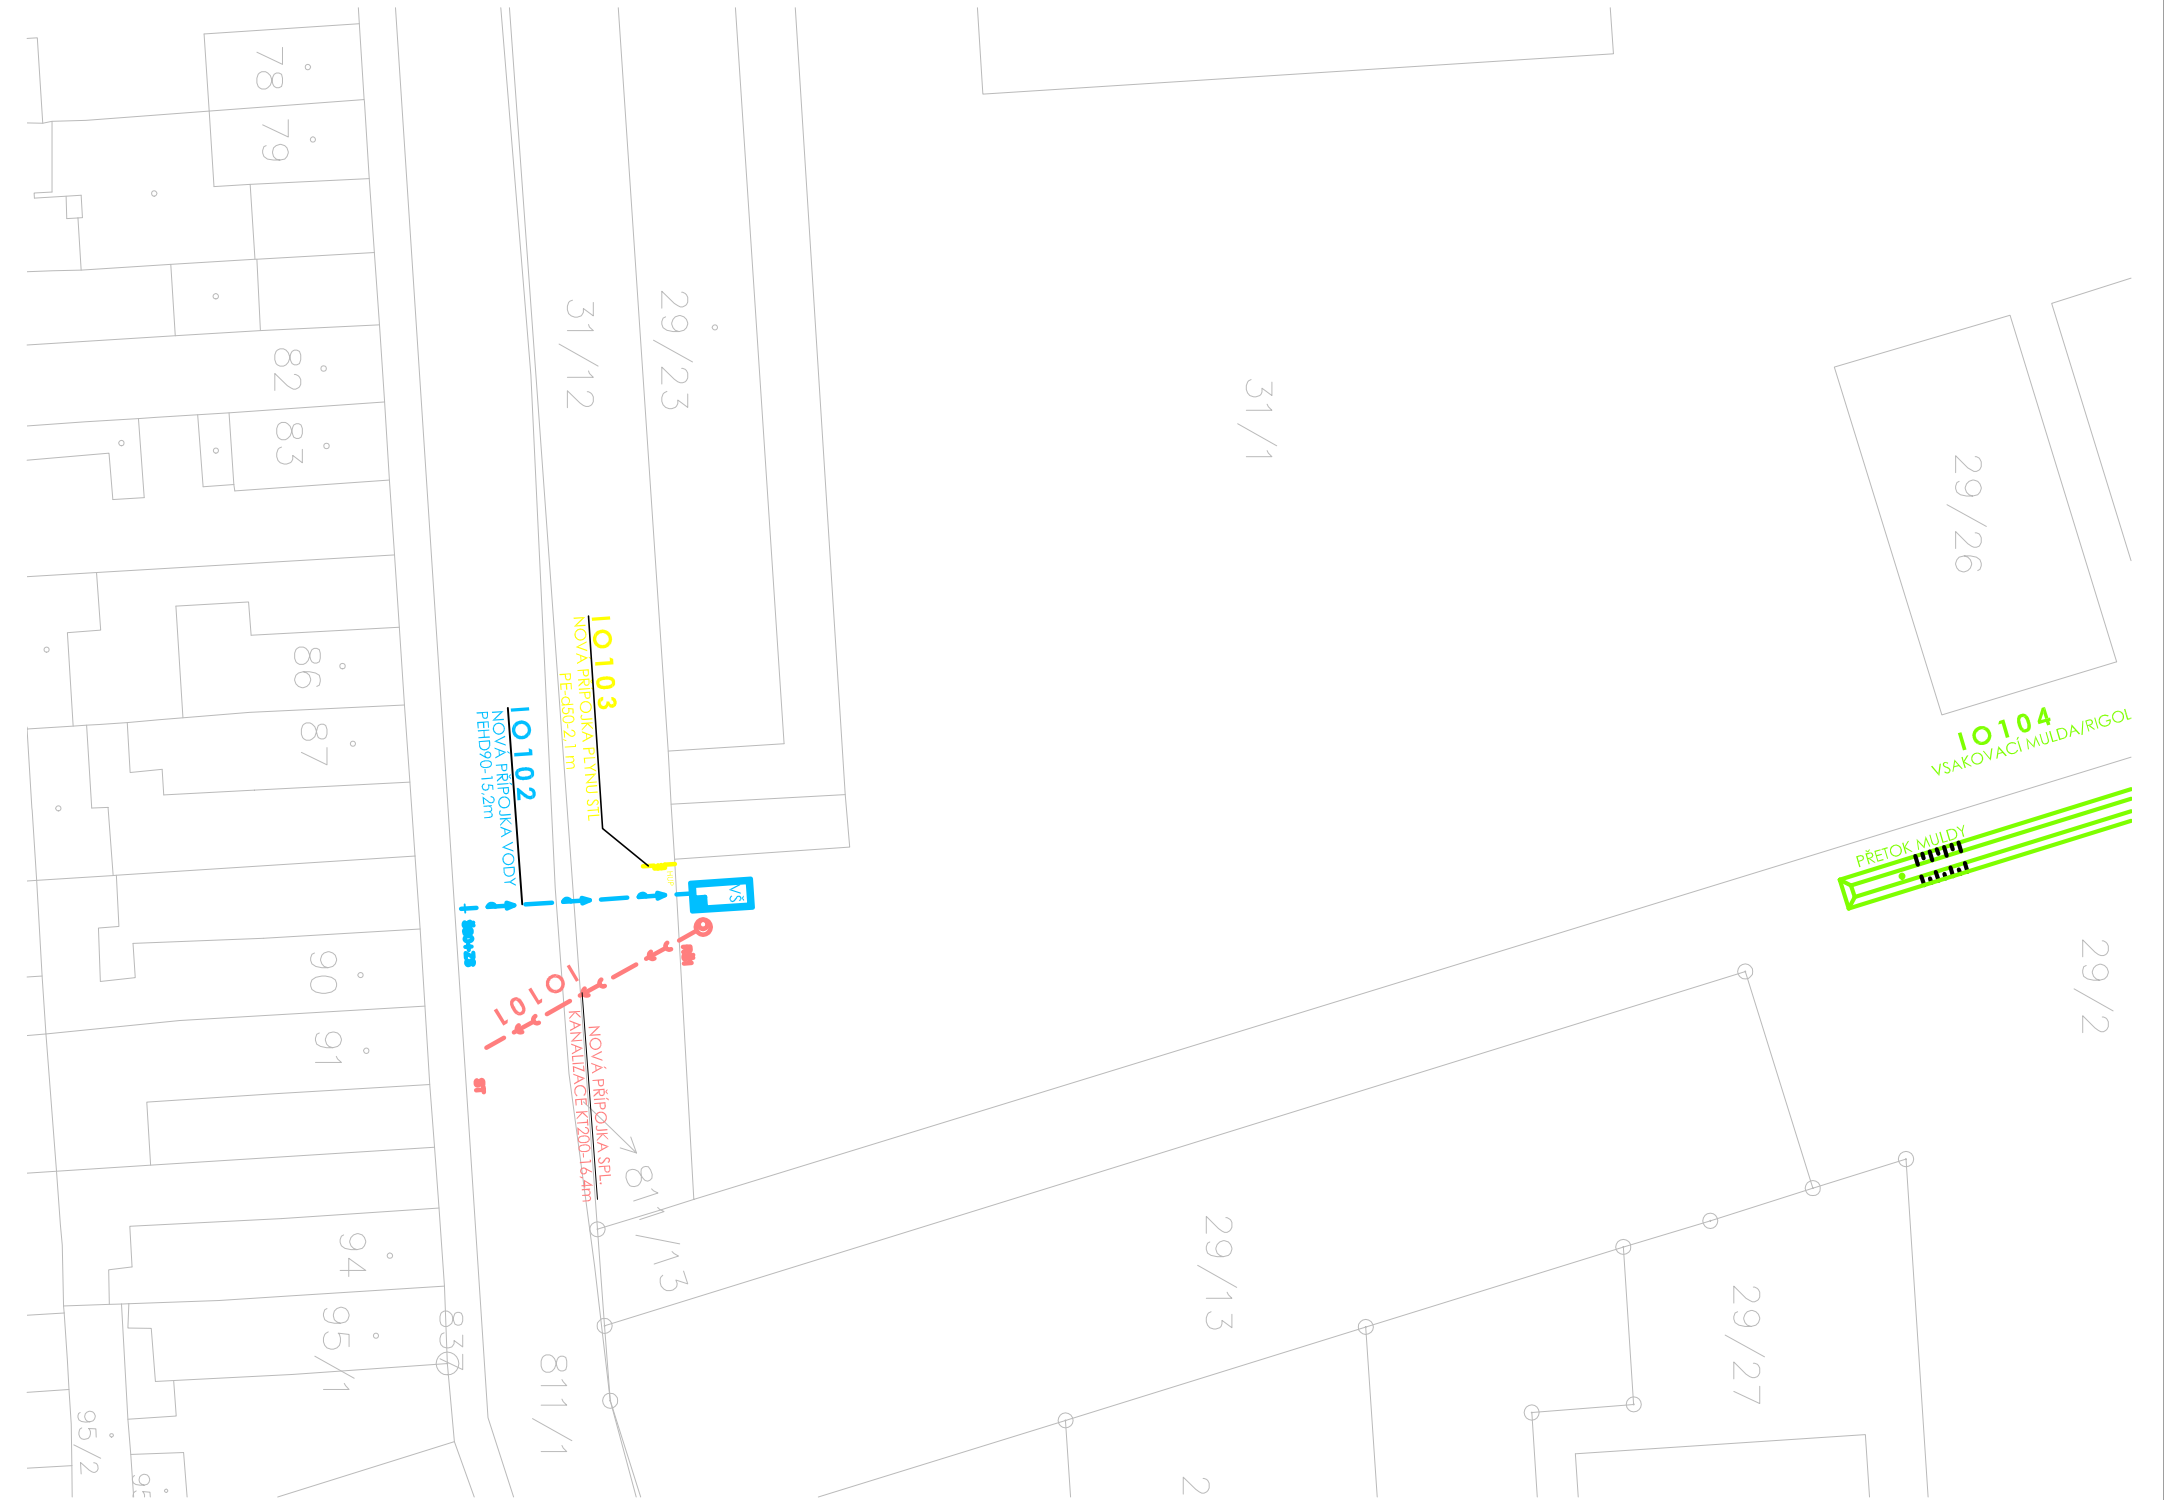 78
79
82
83
86
87
90
91
94
95/1
95/2
837
811/1
811/13
31/12
29/23
31/1
29/26
29/2
29/13
29/27
2
IO103
NOVÁ PŘÍPOJKA PLYNU STL
PE-d50-2,1m
IO102
NOVÁ PŘÍPOJKA VODY
PEHD90-15,2m
VŠ
IO101
NOVÁ PŘÍPOJKA SPL.
KANALIZACE KT200-16,4m
ST
IO104
VSAKOVACÍ MULDA/RIGOL
PŘETOK MULDY